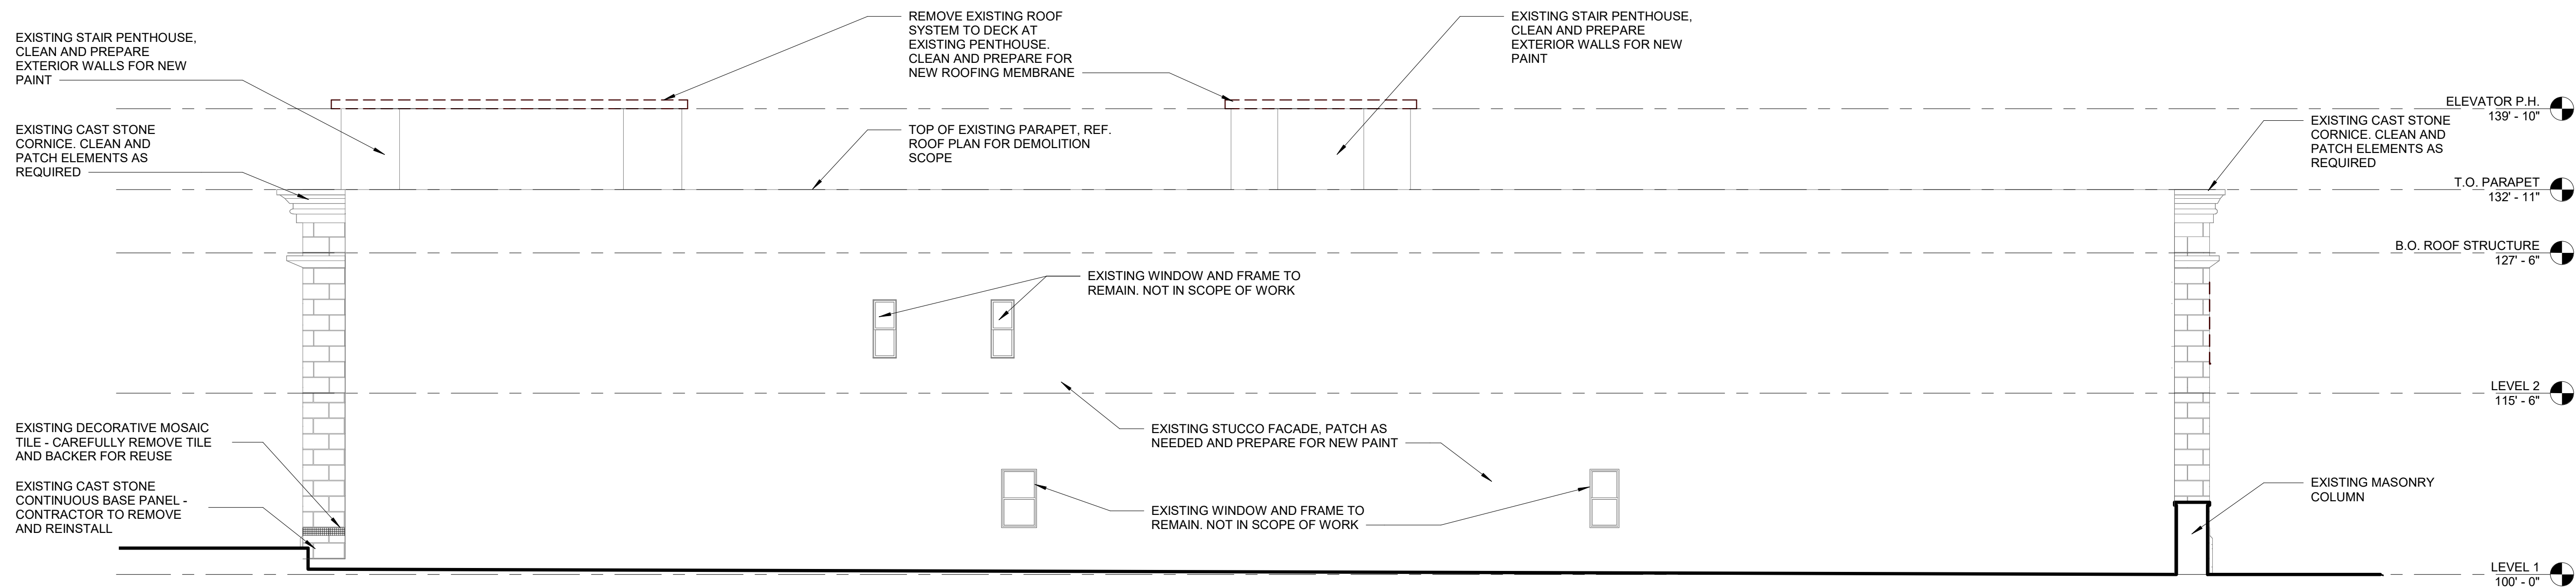 EXISTING STAIR PENTHOUSE,
CLEAN AND PREPARE
EXTERIOR WALLS FOR NEW
PAINT
REMOVE EXISTING ROOF
SYSTEM TO DECK AT
EXISTING PENTHOUSE.
CLEAN AND PREPARE FOR
NEW ROOFING MEMBRANE
EXISTING STAIR PENTHOUSE,
CLEAN AND PREPARE
EXTERIOR WALLS FOR NEW
PAINT
ELEVATOR P.H.
139' - 10"
EXISTING CAST STONE
CORNICE. CLEAN AND
PATCH ELEMENTS AS
REQUIRED
TOP OF EXISTING PARAPET, REF.
ROOF PLAN FOR DEMOLITION
SCOPE
EXISTING CAST STONE
CORNICE. CLEAN AND
PATCH ELEMENTS AS
REQUIRED
T.O. PARAPET
132' - 11"
B.O. ROOF STRUCTURE
127' - 6"
EXISTING WINDOW AND FRAME TO
REMAIN. NOT IN SCOPE OF WORK
LEVEL 2
115' - 6"
EXISTING DECORATIVE MOSAIC
TILE - CAREFULLY REMOVE TILE
AND BACKER FOR REUSE
EXISTING STUCCO FACADE, PATCH AS
NEEDED AND PREPARE FOR NEW PAINT
EXISTING CAST STONE
CONTINUOUS BASE PANEL -
CONTRACTOR TO REMOVE
AND REINSTALL
EXISTING WINDOW AND FRAME TO
REMAIN. NOT IN SCOPE OF WORK
EXISTING MASONRY
COLUMN
LEVEL 1
100' - 0"